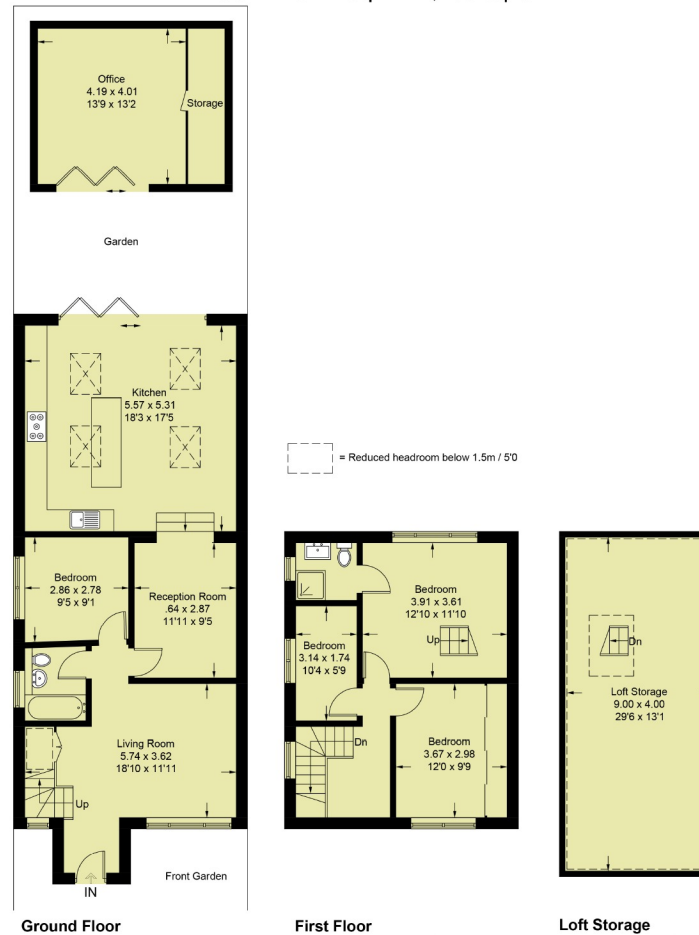 Office
4.19 x 4.01
13'9 x 13'2
Storage
Garden
Kitchen
5.57 x 5.31
18'3 x 17'5
= Reduced headroom below 1.5m / 5'0
Bedroom
2.86 x 2.78
9'5 x 9'1
Reception Room
.64 x 2.87
11'11 x 9'5
Living Room
5.74 x 3.62
18'10 x 11'11
Up
IN
Front Garden
Ground Floor
Bedroom
3.91 x 3.61
12'10 x 11'10
Up
Bedroom
3.14 x 1.74
10'4 x 5'9
Dn
Bedroom
3.67 x 2.98
12'0 x 9'9
First Floor
Dn
Loft Storage
9.00 x 4.00
29'6 x 13'1
Loft Storage